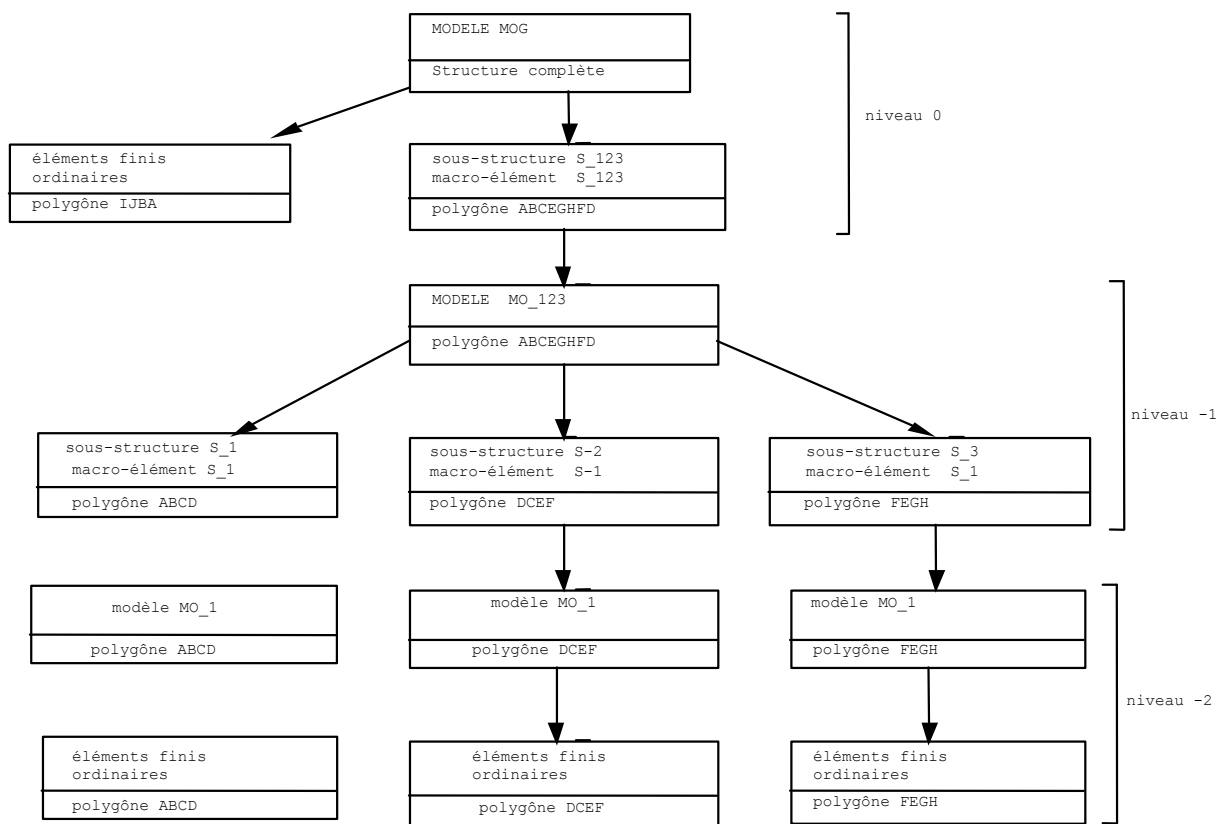 MODELE MOG
Structure complète
niveau 0
éléments finis
ordinaires
polygône IJBA
sous-structure S_123
macro-élément S_123
polygône ABCEGHFD
MODELE MO_123
polygône ABCEGHFD
niveau -1
sous-structure S_1
macro-élément S_1
polygône ABCD
sous-structure S-2
macro-élément S-1
polygône DCEF
sous-structure S_3
macro-élément S_1
polygône FEGH
modèle MO_1
polygône ABCD
modèle MO_1
polygône DCEF
modèle MO_1
polygône FEGH
niveau -2
éléments finis
ordinaires
polygône ABCD
éléments finis
ordinaires
polygône DCEF
éléments finis
ordinaires
polygône FEGH